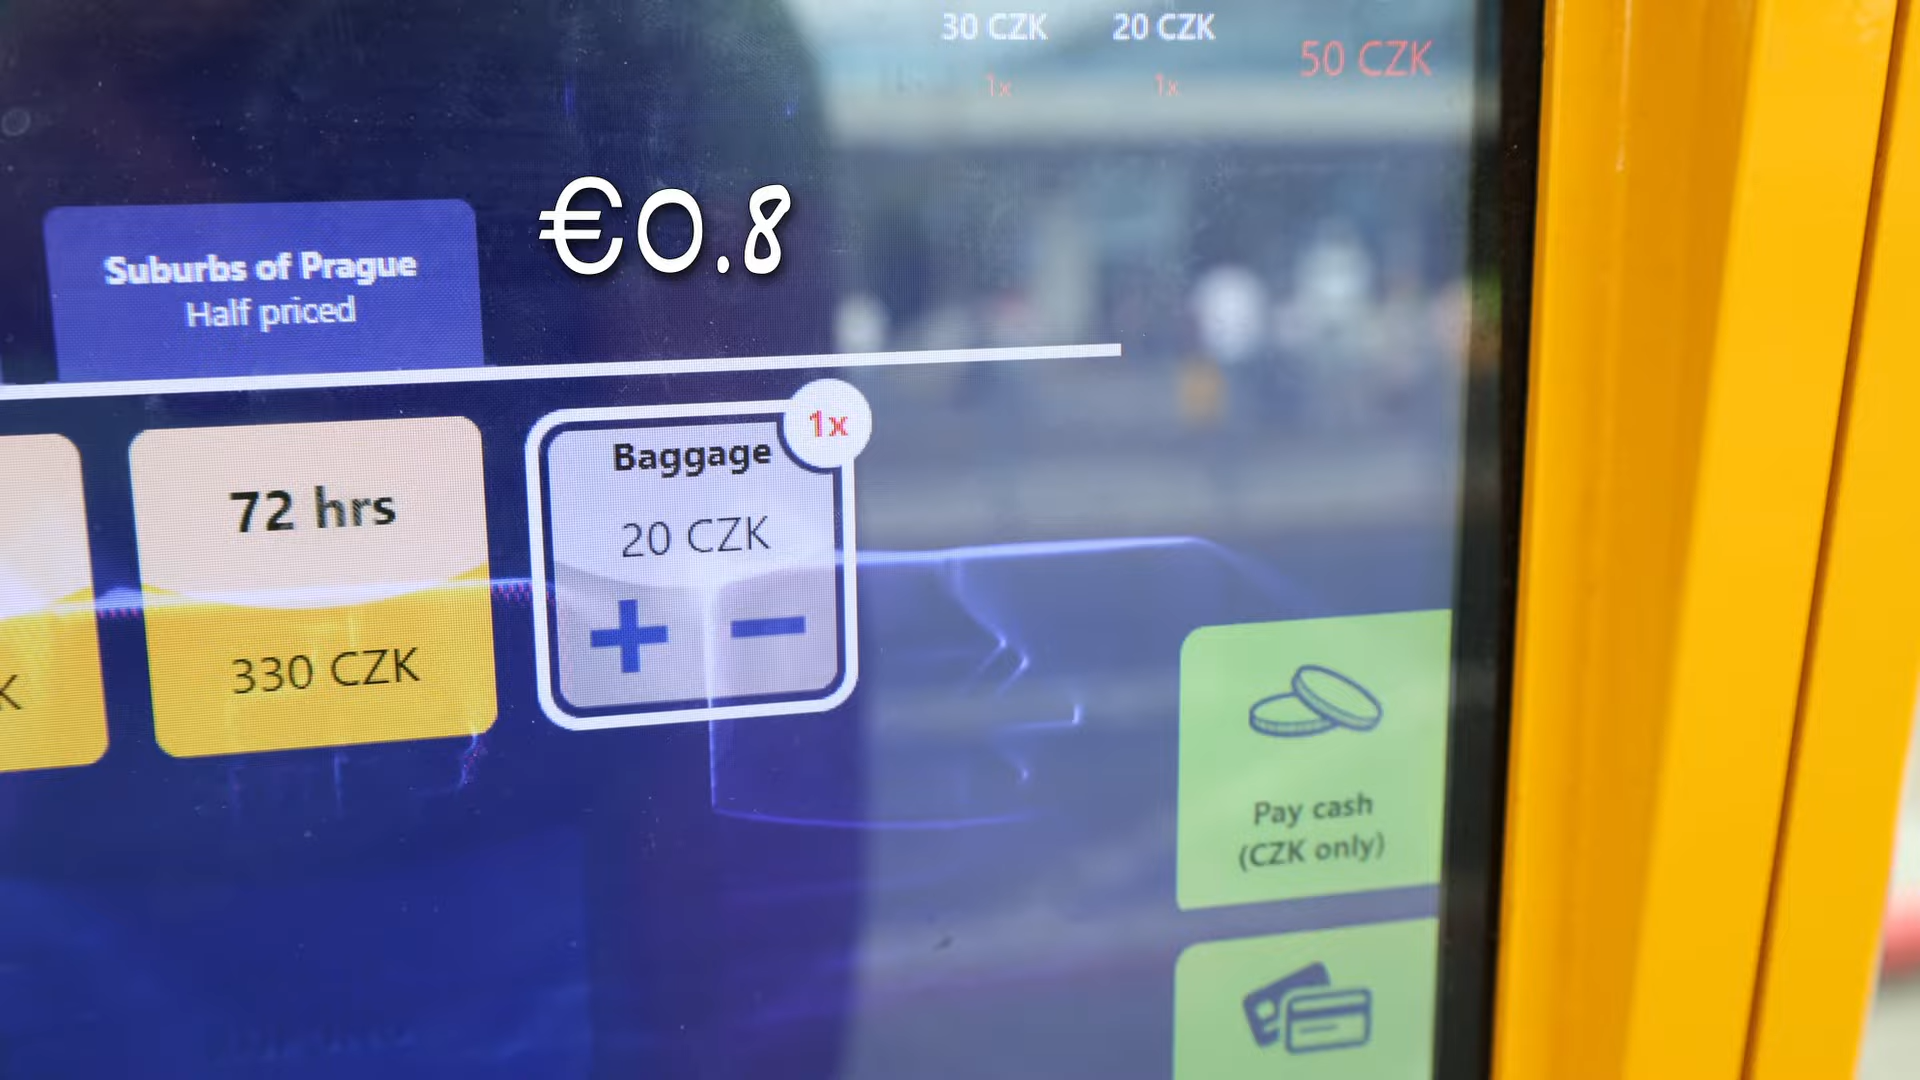 30 CZK 20 CZK
1x 1x
50 CZK
€0.8
Suburbs of Prague
Half priced
72 hrs
330 CZK
Baggage
1x
20 CZK
K
Pay cash
(CZK only)